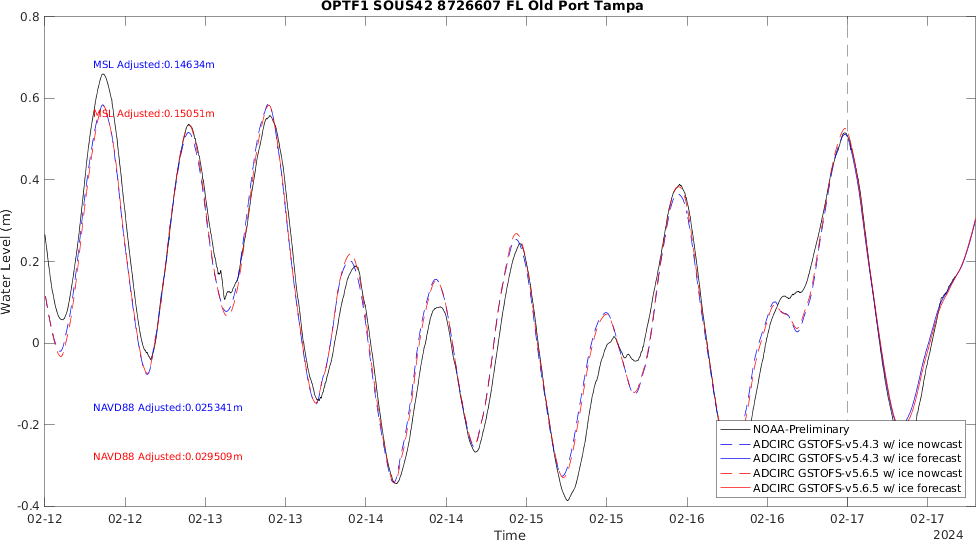 OPTF1 SOUS42 8726607 FL Old Port Tampa
0.8
0.6
0.4
0.2
0
-0.2
-0.4
Water Level (m)
MSL Adjusted:0.14634m
MSL Adjusted:0.15051m
NAVD88 Adjusted:0.025341m
NAVD88 Adjusted:0.029509m
NOAA-Preliminary
ADCIRC GSTOFS-v5.4.3 w/ ice nowcast
ADCIRC GSTOFS-v5.4.3 w/ ice forecast
ADCIRC GSTOFS-v5.6.5 w/ ice nowcast
ADCIRC GSTOFS-v5.6.5 w/ ice forecast
02-12 02-12 02-13 02-13 02-14 02-14 02-15 02-15 02-16 02-16 02-17 02-17
Time
2024